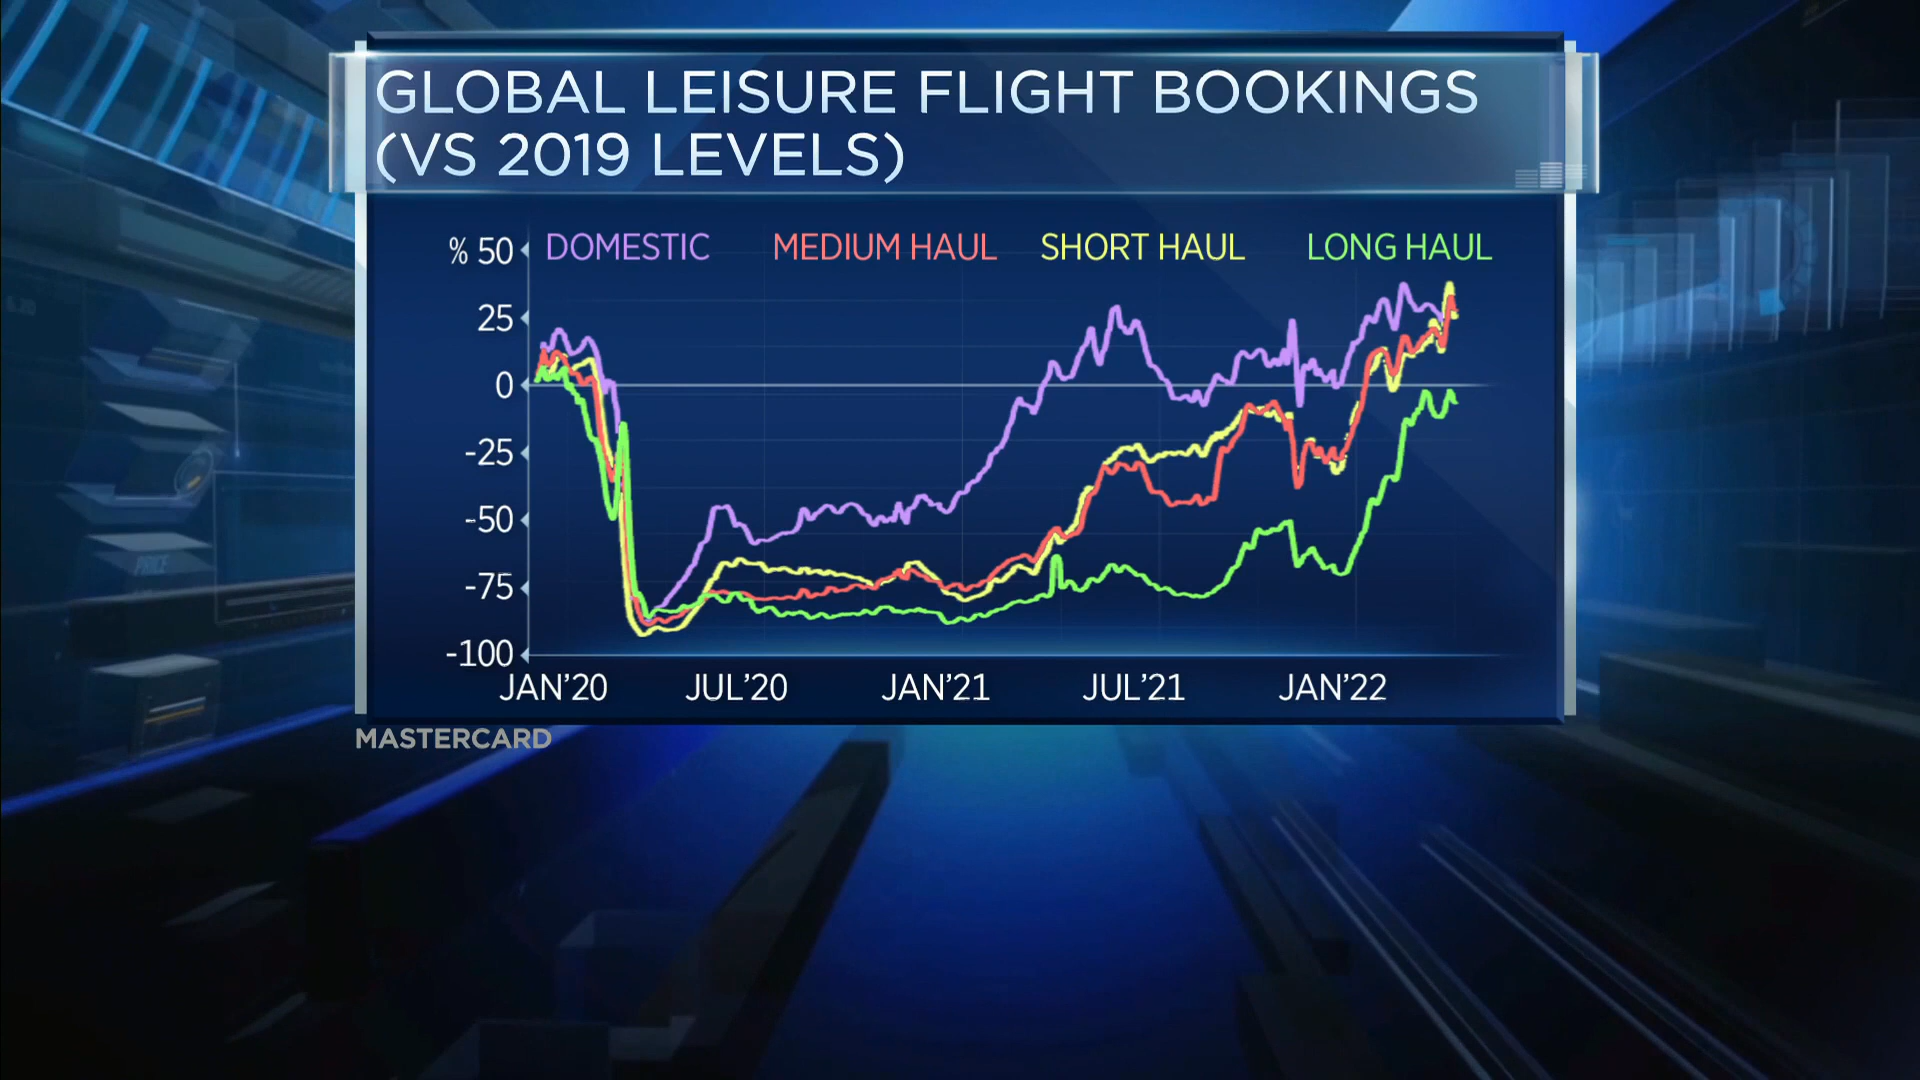 GLOBAL LEISURE FLIGHT BOOKINGS
(VS 2019 LEVELS)
DOMESTIC MEDIUM HAUL SHORT HAUL LONG HAUL
% 50
25
0
-25
-50
-75
-100
JAN'20 JUL'20 JAN'21 JUL'21 JAN'22
MASTERCARD
PRICE